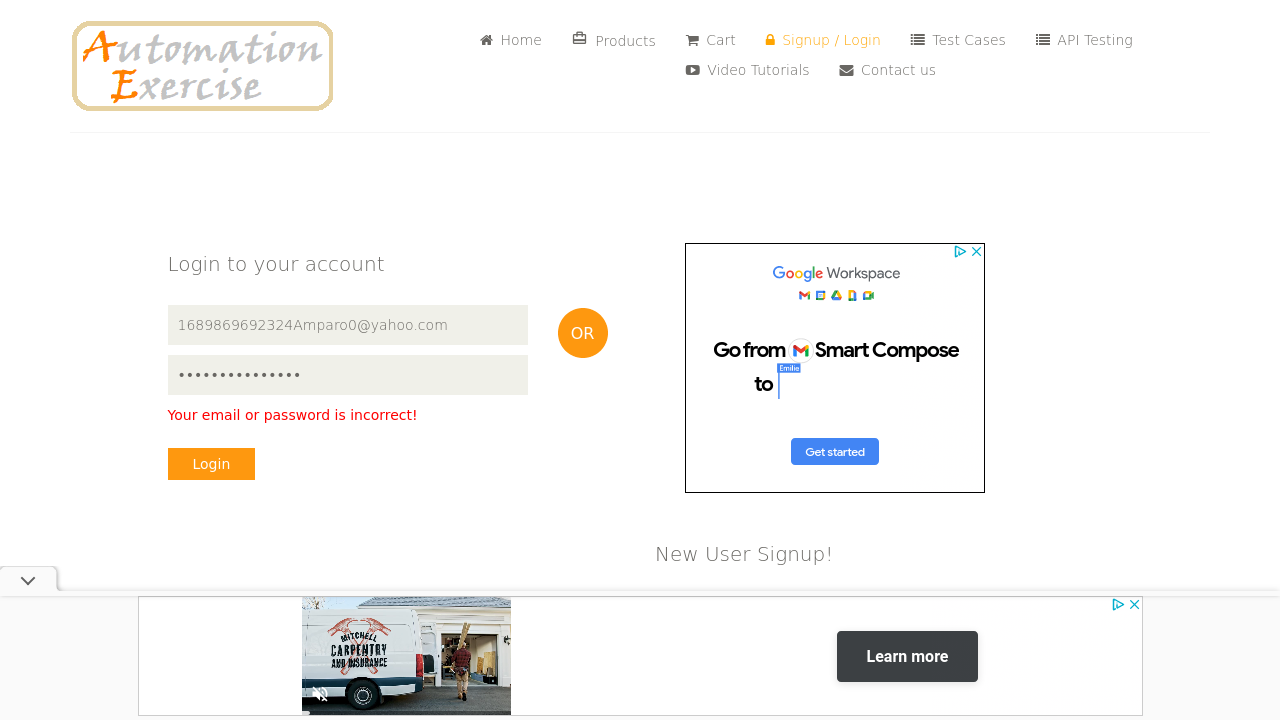 Automation
Exercise
Home
Products
Cart
Signup / Login
Test Cases
API Testing
Video Tutorials
Contact us
Login to your account
1689869692324Amparo0@yahoo.com
•••••••••••••••
Your email or password is incorrect!
Login
OR
Google Workspace
Go from Smart Compose
to Emilie
Get started
New User Signup!
MITCHELL
CARPENTRY
AND INSURANCE
Learn more